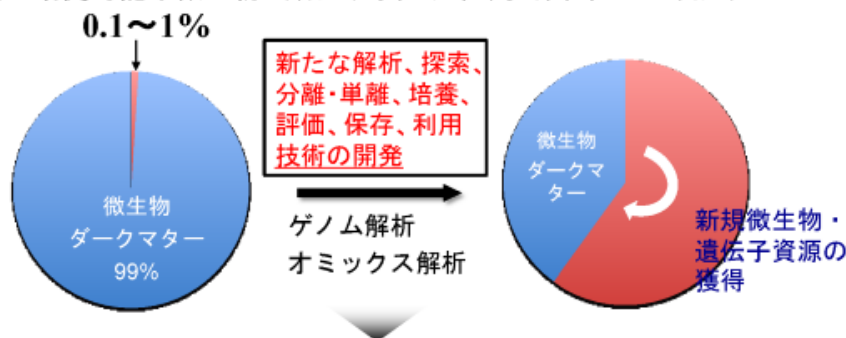 0.1～1%
新たな解析、探索、
分離・単離、培養、
評価、保存、利用
技術の開発
微生物
ダークマター
99%
ゲノム解析
オミックス解析
微生物
ダークマ
ター
新規微生物・
遺伝子資源の
獲得